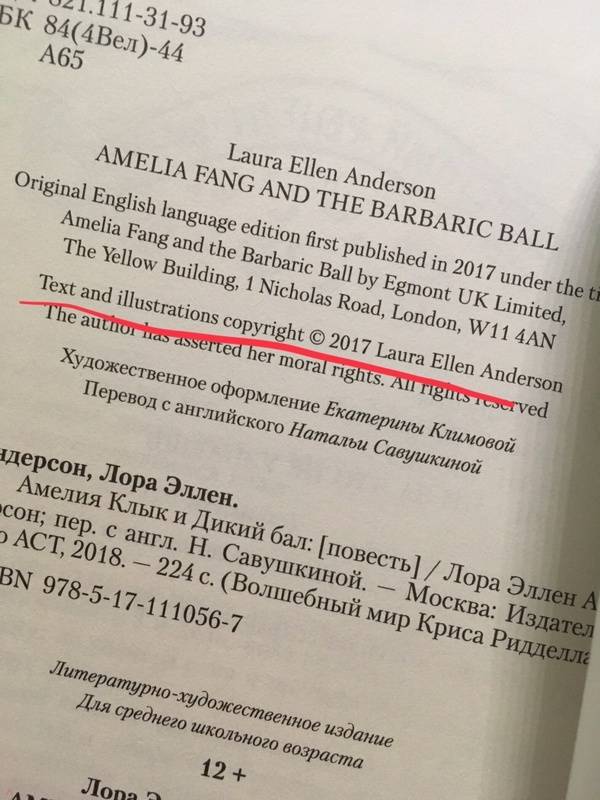 821.111-31-93
БК 84(4Вел)-44
А65
Laura Ellen Anderson
AMELIA FANG AND THE BARBARIC BALL
Original English language edition first published in 2017 under the
Amelia Fang and the Barbaric Ball by Egmont UK Limited,
The Yellow Building, 1 Nicholas Road, London, W11 4AN
Text and illustrations copyright © 2017 Laura Ellen Anderson
The author has asserted her moral rights. All rights reserved
Художественное оформление Екатерины Климовой
Перевод с английского Натальи Савушкиной
ндерсон, Лора Эллен.
Амелия Клык и Дикий бал: [повесть] / Лора Эллен А
рсон; пер. с англ. Н. Савушкиной. — Москва: Издател
о АСТ, 2018. — 224 с. (Волшебный мир Криса Ридделла
BN 978-5-17-111056-7
Литературно-художественное издание
Для среднего школьного возраста
12 +
Лора